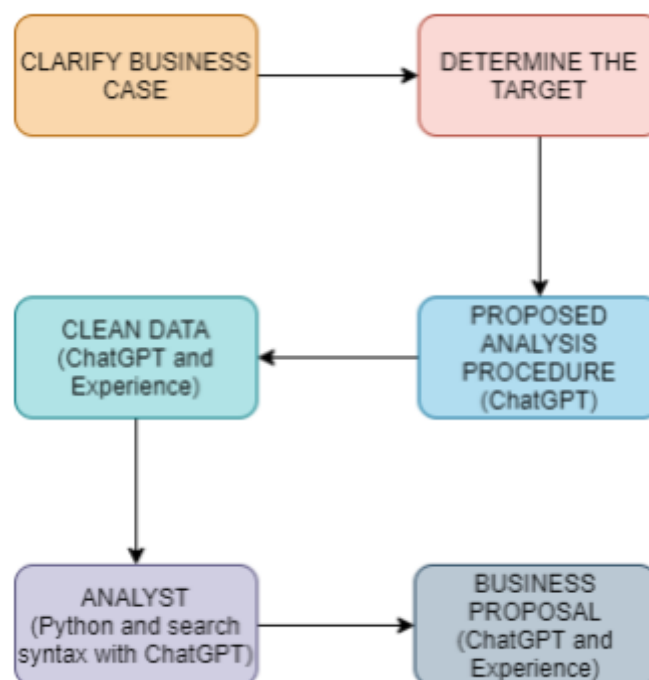 CLARIFY BUSINESS
CASE
DETERMINE THE
TARGET
PROPOSED
ANALYSIS
PROCEDURE
(ChatGPT)
CLEAN DATA
(ChatGPT and
Experience)
ANALYST
(Python and search
syntax with ChatGPT)
BUSINESS
PROPOSAL
(ChatGPT and
Experience)